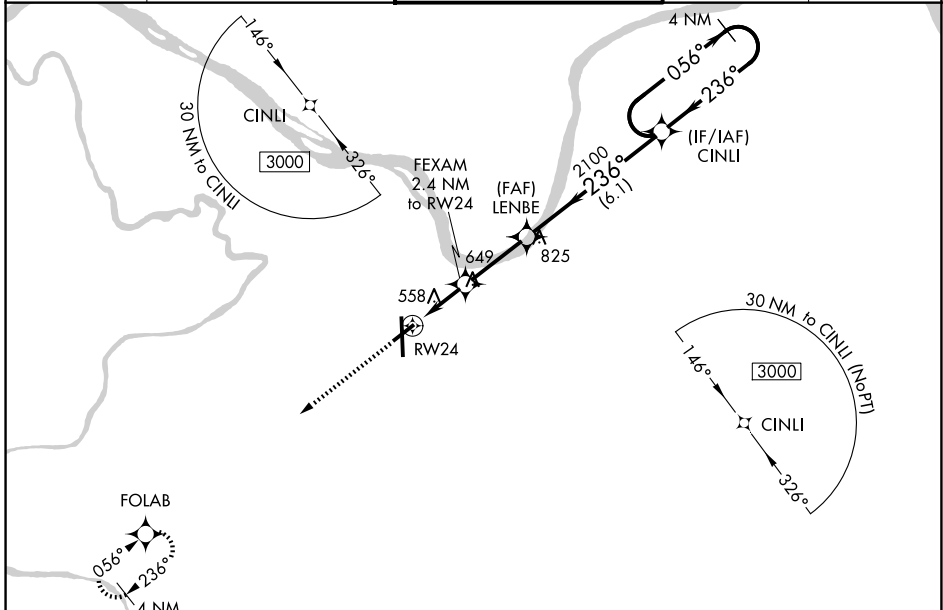 4 NM
146°
056°
236°
CINLI
(IF/IAF)
CINLI
30 NM to CINLI
3000
326°
FEXAM
2.4 NM
to RW24
2100
236°
(6.1)
(FAF)
LENBE
649
825
558
RW24
30 NM to CINLI (NoPT)
146°
3000
CINLI
326°
FOLAB
056°
236°
4 NM